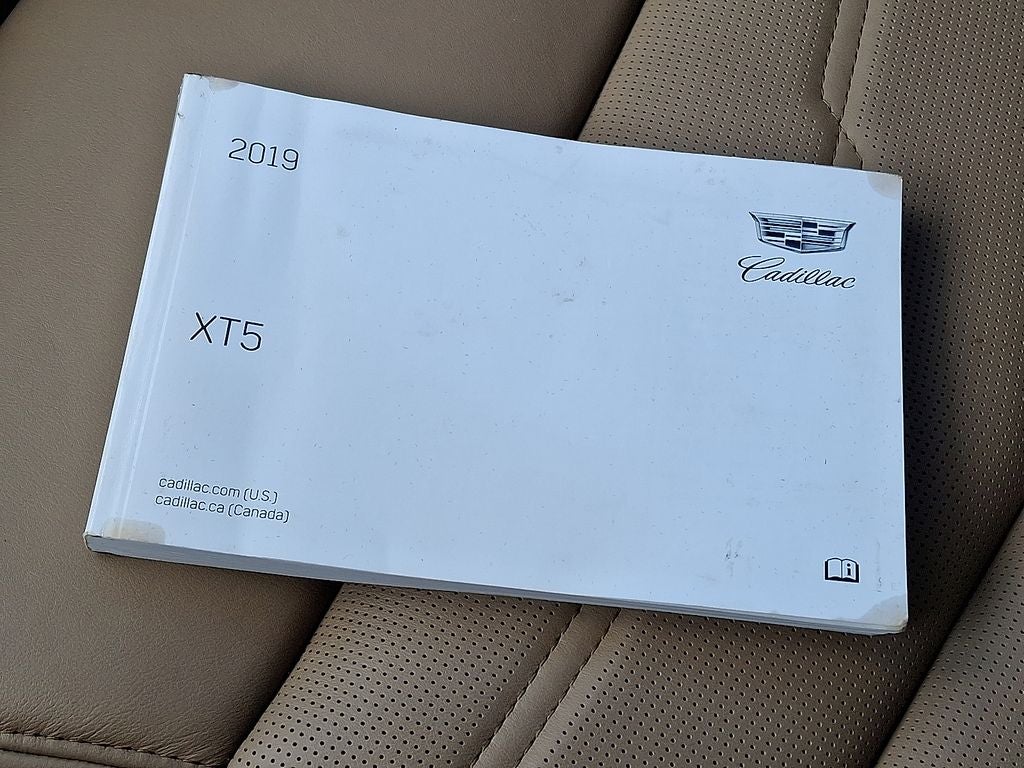 2019
Cadillac
XT5
cadillac.com (U.S.)
cadillac.ca (Canada)
i